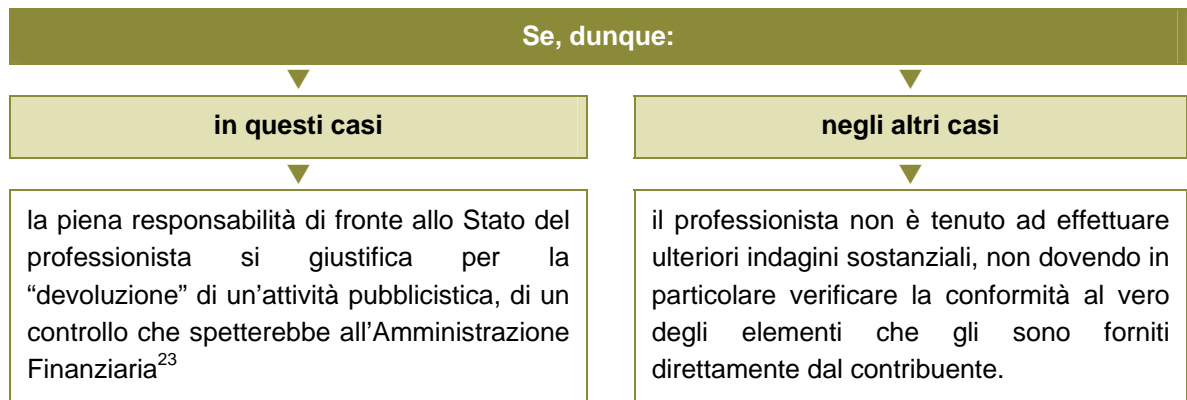 Se, dunque:
in questi casi
la piena responsabilità di fronte allo Stato del
professionista si giustifica per la
“devoluzione” di un’attività pubblicistica, di un
controllo che spetterebbe all’Amministrazione
Finanziaria23
negli altri casi
il professionista non è tenuto ad effettuare
ulteriori indagini sostanziali, non dovendo in
particolare verificare la conformità al vero
degli elementi che gli sono forniti
direttamente dal contribuente.